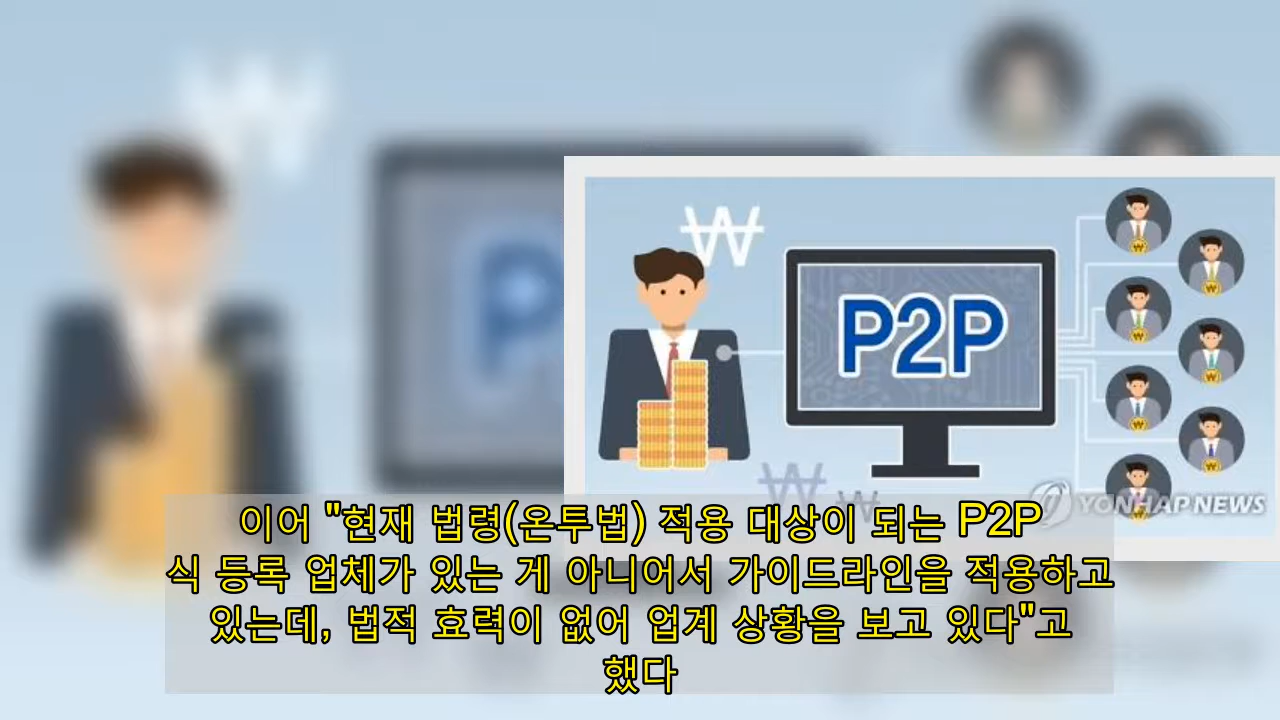 ₩
P2P
₩
₩
YONHAP NEWS
이어 "현재 법령(온투법) 적용 대상이 되는 P2P
식 등록 업체가 있는 게 아니어서 가이드라인을 적용하고
있는데, 법적 효력이 없어 업계 상황을 보고 있다"고
했다